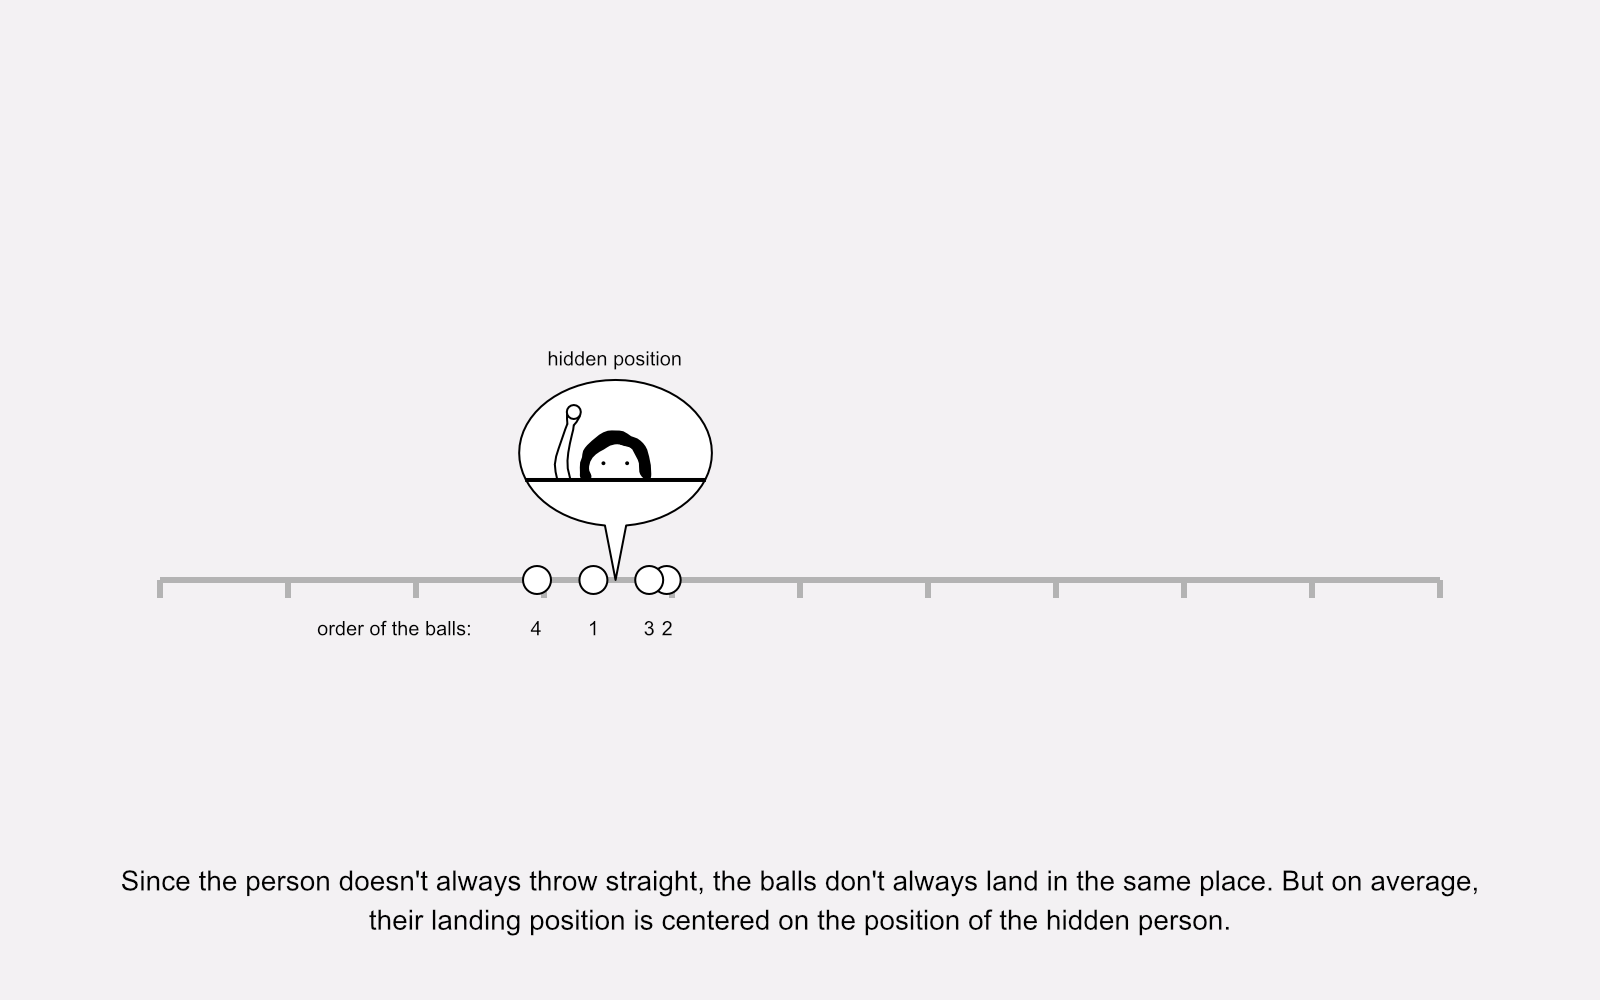 hidden position
order of the balls: 4 1 3 2
Since the person doesn't always throw straight, the balls don't always land in the same place. But on average,
their landing position is centered on the position of the hidden person.